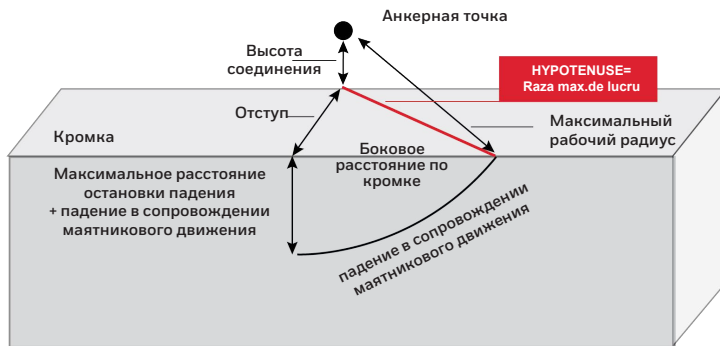 Анкерная точка
Высота
соединения
HYPOTENUSE=
Raza max.de lucru
Отступ
Максимальный
рабочий радиус
Кромка
Боковое
расстояние по
кромке
Максимальное расстояние
остановки падения
+ падение в сопровождении
маятникового движения
падение в сопровождении
маятникового движения